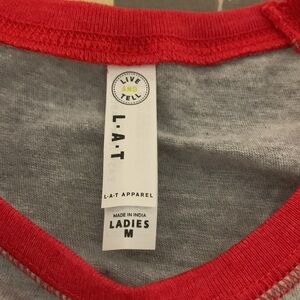 LIVE
AND
TELL
L·A·T
L·A·T APPAREL
MADE IN INDIA
LADIES
M